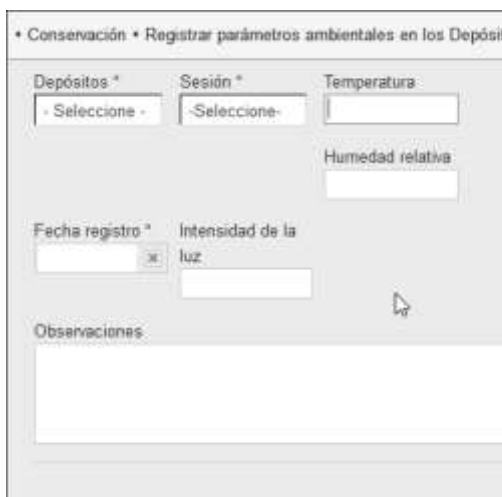 • Conservación • Registrar parámetros ambientales en los Depósi
Depósitos * Sesión * Temperatura
- Seleccione - -Seleccione-
Humedad relativa
Fecha registro * Intensidad de la
luz
Observaciones